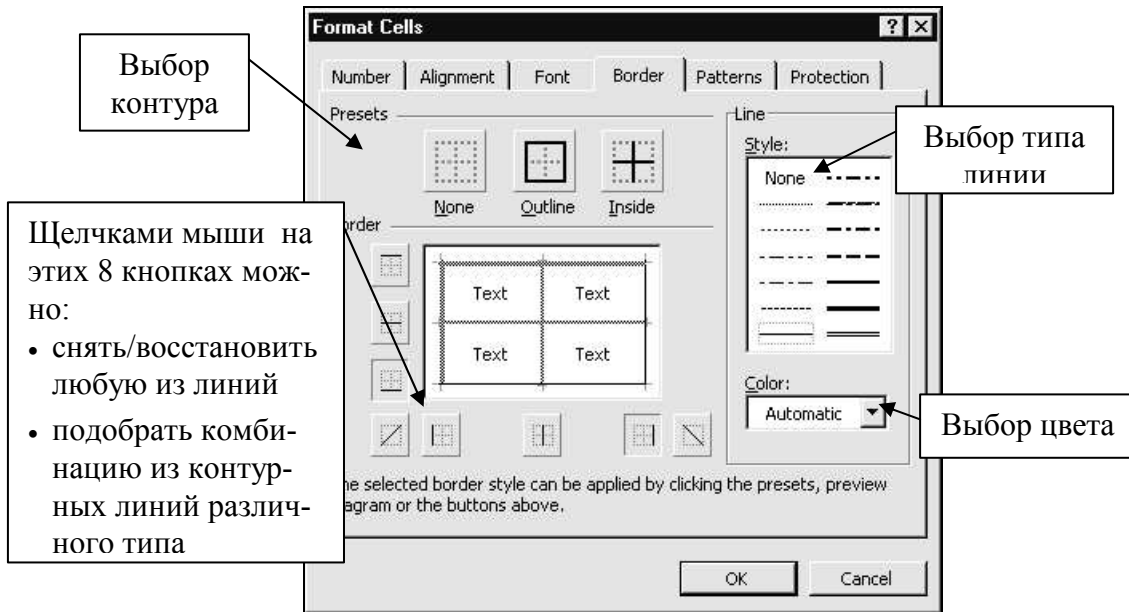 Format Cells
Выбор
контура
Number Alignment Font Border Patterns Protection
Presets
None Outline Inside
Line
Style:
None
Выбор типа
линии
Щелчками мыши на
этих 8 кнопках мож-
но:
• снять/восстановить
любую из линий
• подобрать комби-
нацию из контур-
ных линий различ-
ного типа
order
Text Text
Text Text
Color:
Automatic
Выбор цвета
he selected border style can be applied by clicking the presets, preview
agram or the buttons above.
OK Cancel